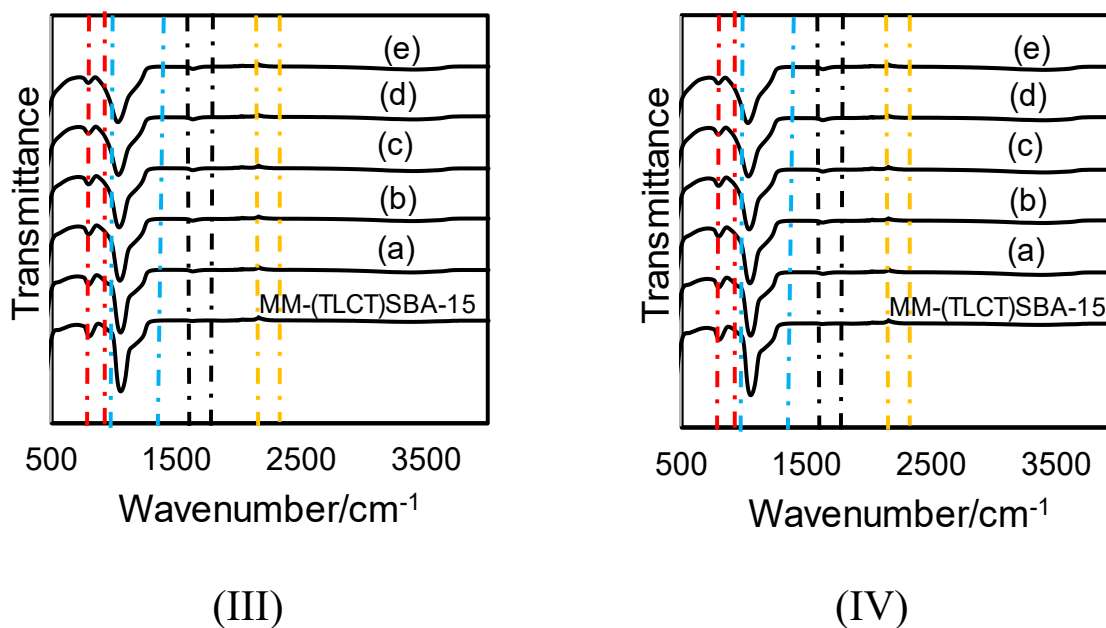 Transmittance
(e)
(d)
(c)
(b)
(a)
MM-(TLCT)SBA-15
500 1500 2500 3500
Wavenumber/cm-1
(III)
Transmittance
(e)
(d)
(c)
(b)
(a)
MM-(TLCT)SBA-15
500 1500 2500 3500
Wavenumber/cm-1
(IV)